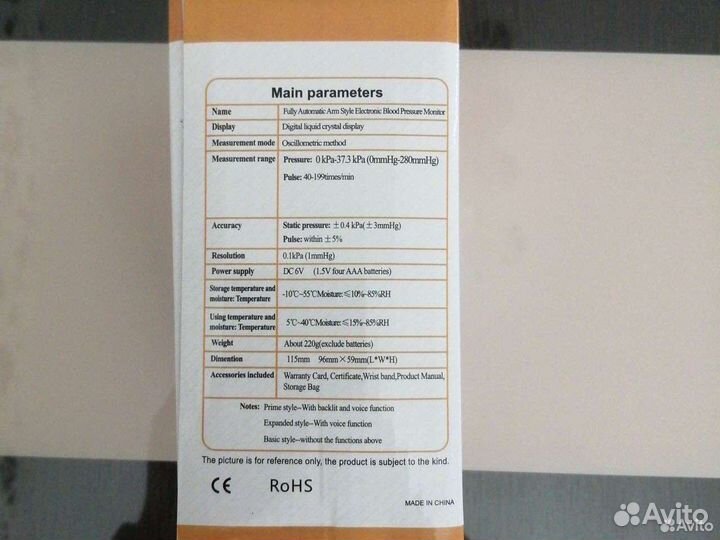 Main parameters
Name Fully Automatic Arm Style Electronic Blood Pressure Monitor
Display Digital liquid crystal display
Measurement mode Oscillometric method
Measurement range Pressure: 0 kPa-37.3 kPa (0mmHg-280mmHg)
Pulse: 40-199times/min
Accuracy Static pressure: ±0.4 kPa(±3mmHg)
Pulse: within ±5%
Resolution 0.1kPa (1mmHg)
Power supply DC 6V (1.5V four AAA batteries)
Storage temperature and
moisture: Temperature -10℃~55℃Moisture:≤10%~85%RH
Using temperature and
moisture: Temperature 5℃~40℃Moisture:≤15%~85%RH
Weight About 220g(exclude batteries)
Dimention 115mm 96mm×59mm(L*W*H)
Accessories included Warranty Card, Certificate,Wrist band,Product Manual,
Storage Bag
Notes: Prime style--With backlit and voice function
Expanded style--With voice function
Basic style--without the functions above
The picture is for reference only, the product is subject to the kind.
CE RoHS
MADE IN CHINA
Avito
Avito